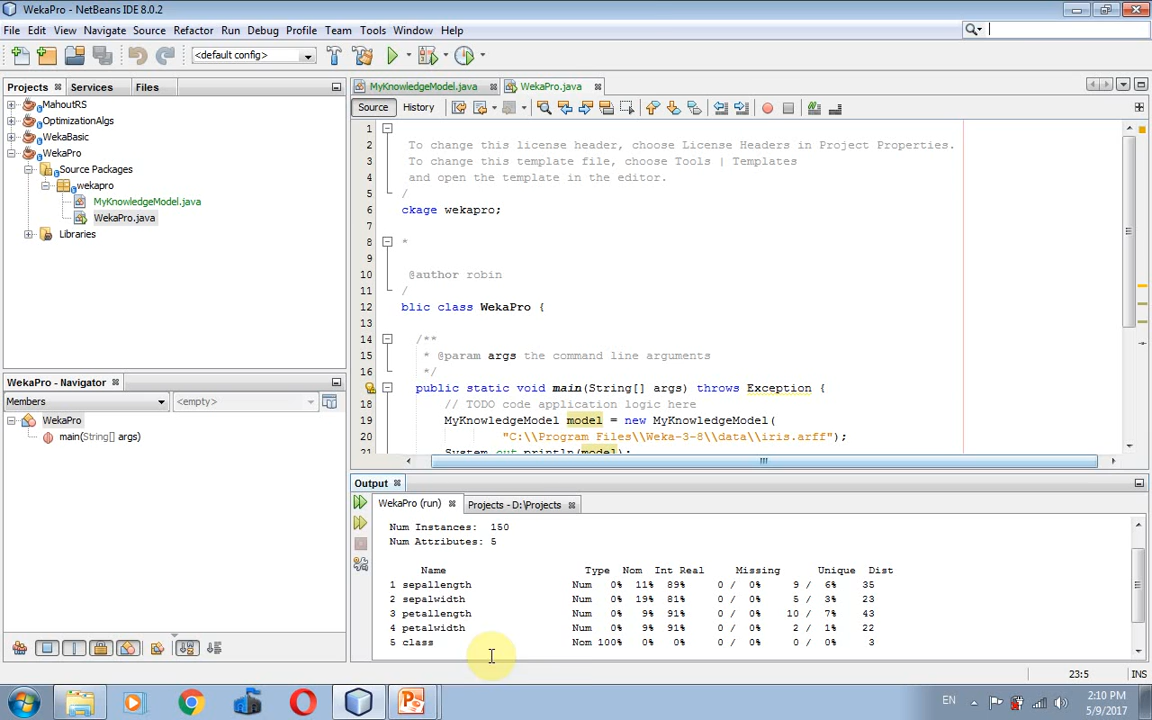 WekaPro - NetBeans IDE 8.0.2
File Edit View Navigate Source Refactor Run Debug Profile Team Tools Window Help
<default config>
Projects Services Files
MahoutRS
OptimizationAlgs
WekaBasic
WekaPro
Source Packages
wekapro
MyKnowledgeModel.java
WekaPro.java
Libraries
WekaPro - Navigator
Members <empty>
WekaPro
main(String[] args)
MyKnowledgeModel.java WekaPro.java
Source History
1
2 To change this license header, choose License Headers in Project Properties.
3 To change this template file, choose Tools | Templates
4 and open the template in the editor.
5 /
6 ckage wekapro;
7
8 *
9
10 @author robin
11 /
12 blic class WekaPro {
13
14 /**
15 * @param args the command line arguments
16 */
public static void main(String[] args) throws Exception {
18 // TODO code application logic here
19 MyKnowledgeModel model = new MyKnowledgeModel(
20 "C:\\Program Files\\Weka-3-8\\data\\iris.arff");
21 System.out.println(model);
Output
WekaPro (run) Projects - D:\Projects
Num Instances: 150
Num Attributes: 5
Name Type Nom Int Real Missing Unique Dist
1 sepallength Num 0% 11% 89% 0 / 0% 9 / 6% 35
2 sepalwidth Num 0% 19% 81% 0 / 0% 5 / 3% 23
3 petallength Num 0% 9% 91% 0 / 0% 10 / 7% 43
4 petalwidth Num 0% 9% 91% 0 / 0% 2 / 1% 22
5 class Nom 100% 0% 0% 0 / 0% 0 / 0% 3
23:5 INS
EN
2:10 PM
5/9/2017